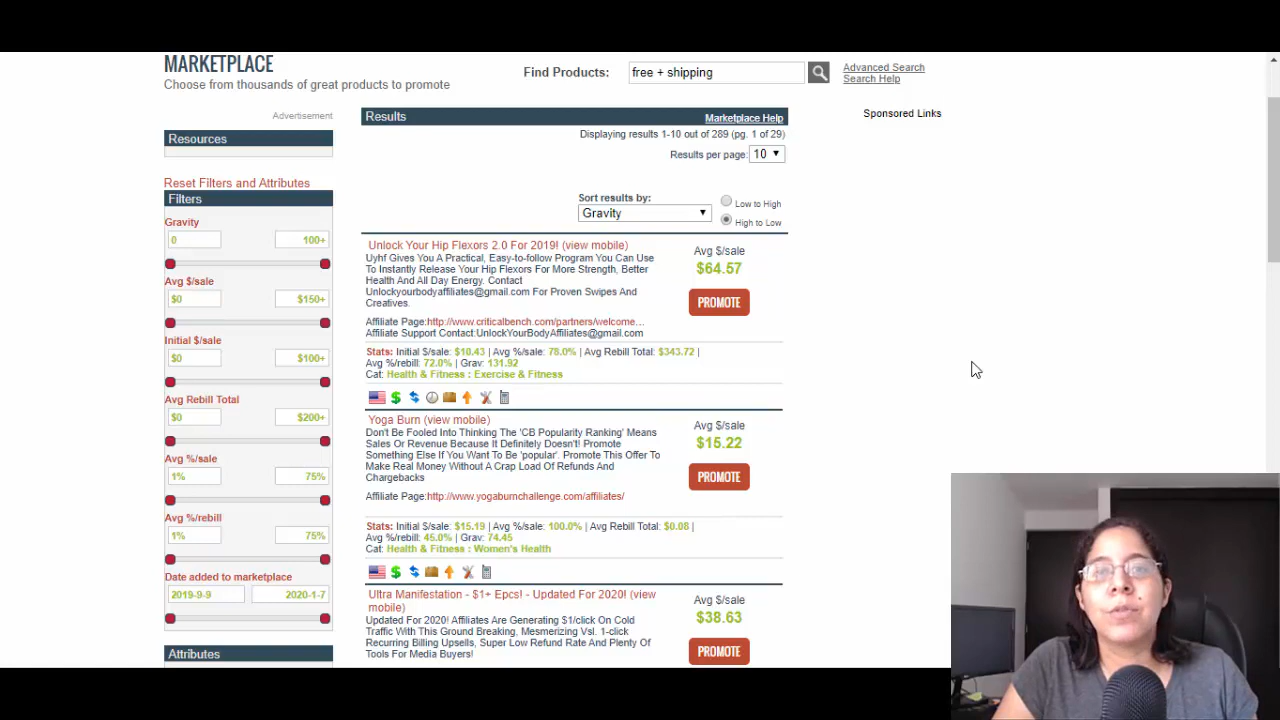 MARKETPLACE
Choose from thousands of great products to promote
Find Products:
free + shipping
Advanced Search
Search Help
Advertisement
Resources
Reset Filters and Attributes
Filters
Gravity
0 100+
Avg $/sale
$0 $150+
Initial $/sale
$0 $100+
Avg Rebill Total
$0 $200+
Avg %/sale
1% 75%
Avg %/rebill
1% 75%
Date added to marketplace
2019-9-9 2020-1-7
Attributes
Results Marketplace Help
Displaying results 1-10 out of 289 (pg. 1 of 29)
Results per page: 10
Sort results by:
Gravity
Low to High
High to Low
Unlock Your Hip Flexors 2.0 For 2019! (view mobile)
Uyhf Gives You A Practical, Easy-to-follow Program You Can Use
To Instantly Release Your Hip Flexors For More Strength, Better
Health And All Day Energy. Contact
Unlockyourbodyaffiliates@gmail.com For Proven Swipes And
Creatives.
Affiliate Page:http://www.criticalbench.com/partners/welcome...
Affiliate Support Contact:UnlockYourBodyAffiliates@gmail.com
Avg $/sale
$64.57
PROMOTE
Stats: Initial $/sale: $10.43 | Avg %/sale: 78.0% | Avg Rebill Total: $343.72 |
Avg %/rebill: 72.0% | Grav: 131.92
Cat: Health & Fitness : Exercise & Fitness
Yoga Burn (view mobile)
Don't Be Fooled Into Thinking The 'CB Popularity Ranking' Means
Sales Or Revenue Because It Definitely Doesn't! Promote
Something Else If You Want To Be 'popular'. Promote This Offer To
Make Real Money Without A Crap Load Of Refunds And
Chargebacks
Affiliate Page:http://www.yogaburnchallenge.com/affiliates/
Avg $/sale
$15.22
PROMOTE
Stats: Initial $/sale: $15.19 | Avg %/sale: 100.0% | Avg Rebill Total: $0.08 |
Avg %/rebill: 45.0% | Grav: 74.45
Cat: Health & Fitness : Women's Health
Ultra Manifestation - $1+ Epcs! - Updated For 2020! (view
mobile)
Updated For 2020! Affiliates Are Generating $1/click On Cold
Traffic With This Ground Breaking, Mesmerizing Vsl. 1-click
Recurring Billing Upsells, Super Low Refund Rate And Plenty Of
Tools For Media Buyers!
Avg $/sale
$38.63
PROMOTE
Sponsored Links